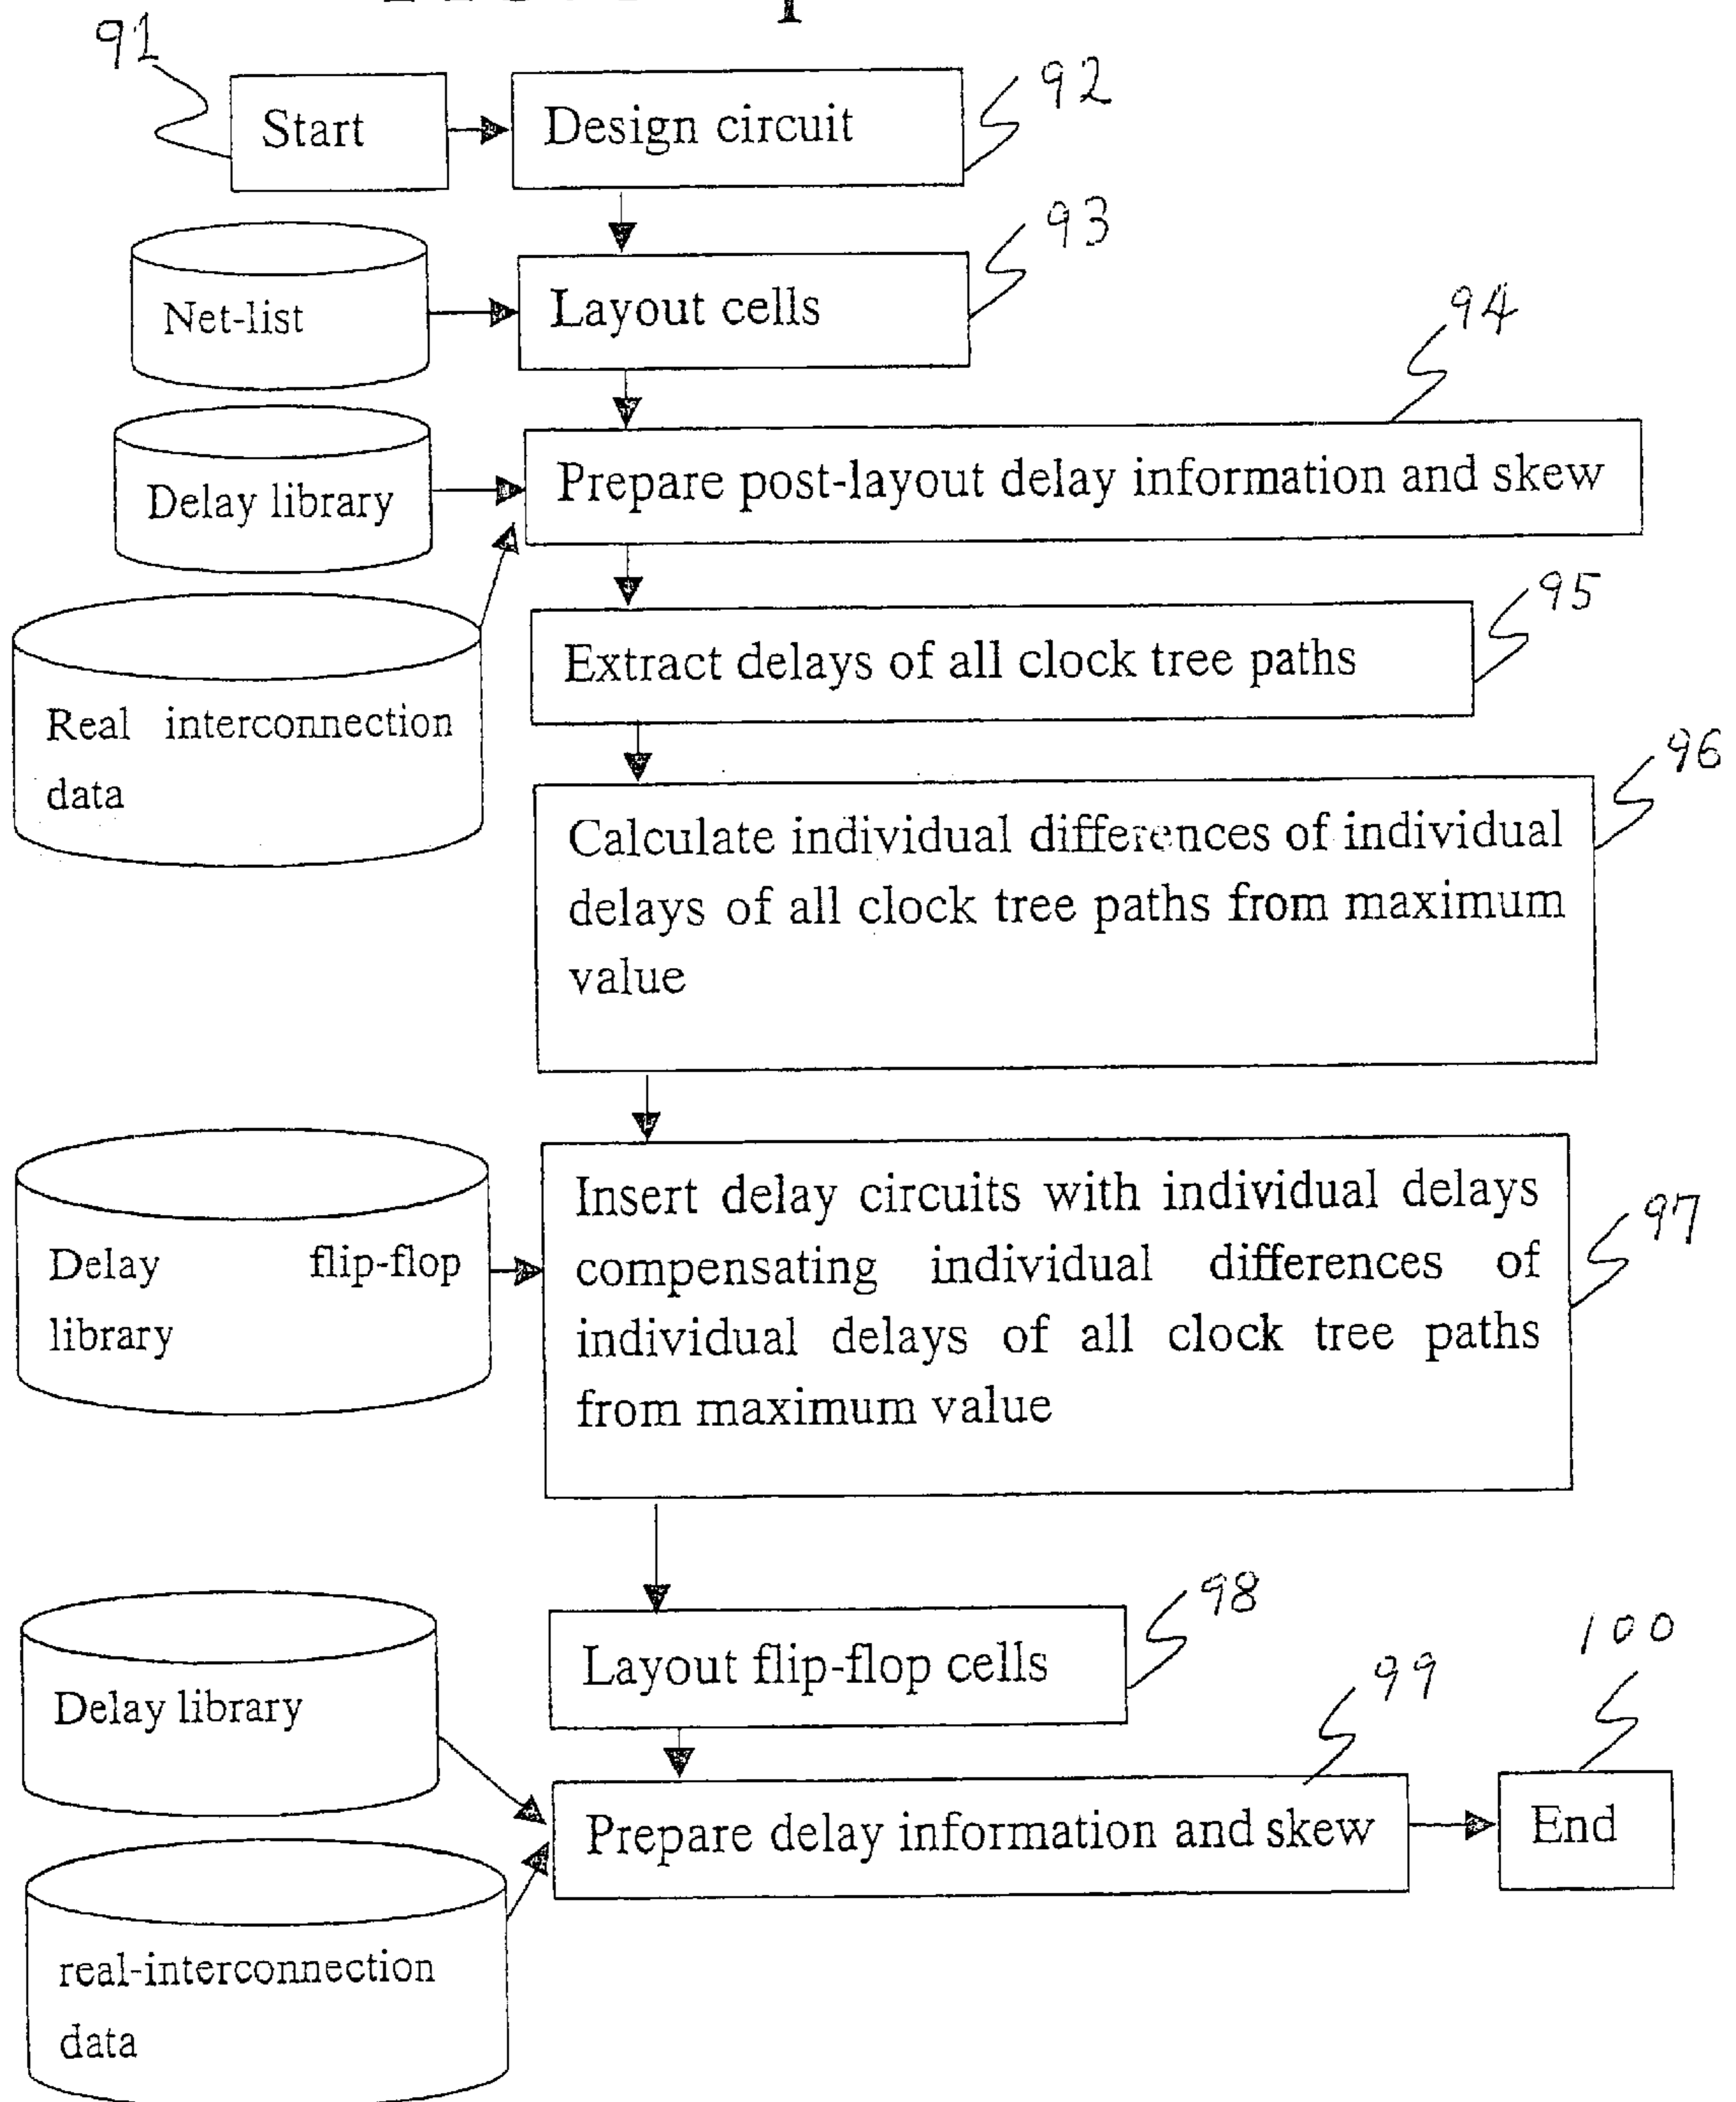 91
Start
Design circuit
92
Net-list
Layout cells
93
Delay library
Prepare post-layout delay information and skew
94
Real interconnection
data
Extract delays of all clock tree paths
95
Calculate individual differences of individual
delays of all clock tree paths from maximum
value
96
Delay flip-flop
library
Insert delay circuits with individual delays
compensating individual differences of
individual delays of all clock tree paths
from maximum value
97
Layout flip-flop cells
98
Delay library
real-interconnection
data
Prepare delay information and skew
99
End
100